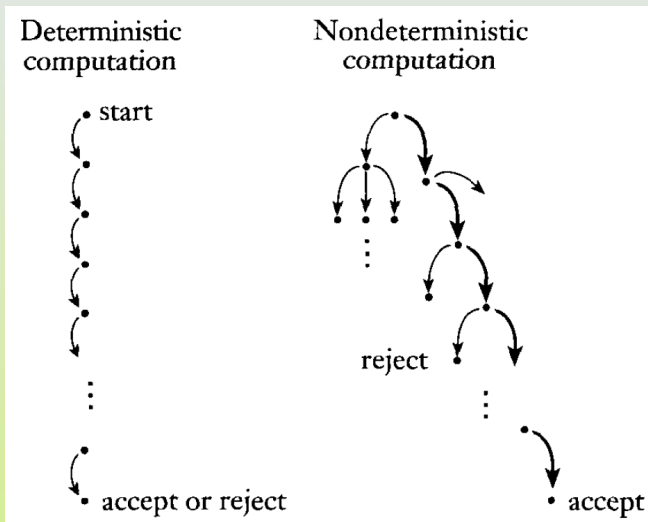 Deterministic
computation
Nondeterministic
computation
start
reject
accept or reject
accept